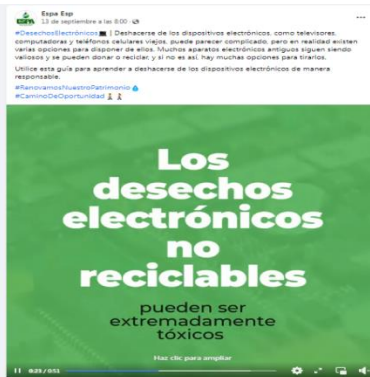 Espa Esp
13 de septiembre a las 8:00
#DesechosElectrónicos | Deshacerse de los dispositivos electrónicos, como televisores,
computadoras y teléfonos celulares viejos, puede parecer complicado, pero en realidad existen
varias opciones para disponer de ellos. Muchos aparatos electrónicos antiguos siguen siendo
valiosos y se pueden donar o reciclar, y si no es así, hay muchas opciones para tirarlos.
Utilice esta guía para aprender a deshacerse de los dispositivos electrónicos de manera
responsable.
#RenovamosNuestroPatrimonio
#CaminoDeOportunidad
Los
desechos
electrónicos
no
reciclables
pueden ser
extremadamente
tóxicos
Haz clic para ampliar
0:25 / 0:51